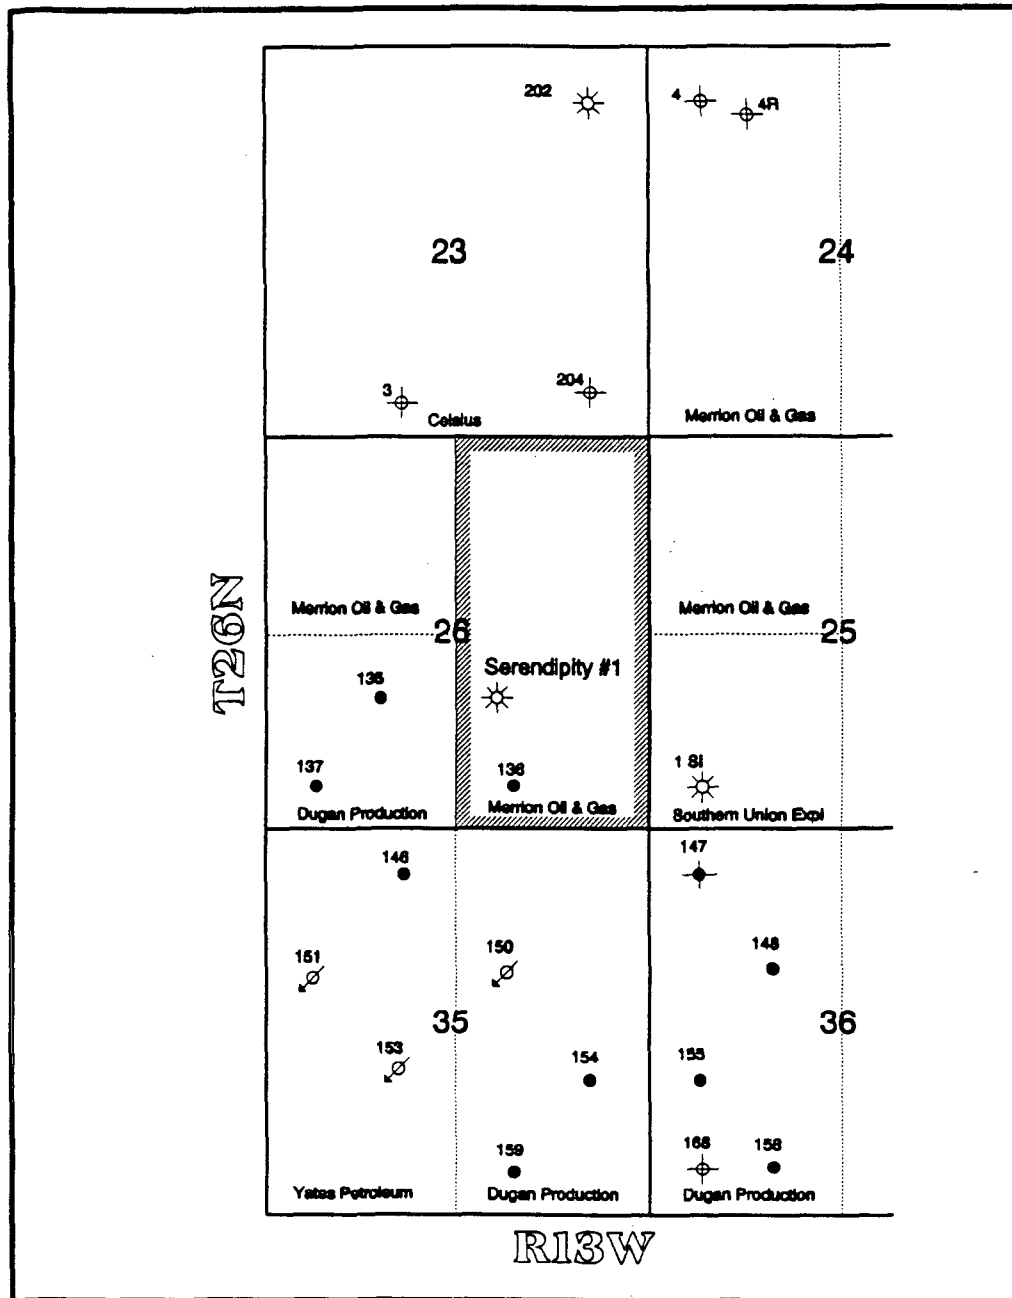 202
4
4R
23
24
3
204
Celsius
Merrion Oil & Gas
T26N
Merrion Oil & Gas
Merrion Oil & Gas
26
25
Serendipity #1
135
137
136
1 SI
Dugan Production
Merrion Oil & Gas
Southern Union Expl
146
147
151
150
148
35
36
153
154
155
159
158
Yates Petroleum
Dugan Production
Dugan Production
R13W